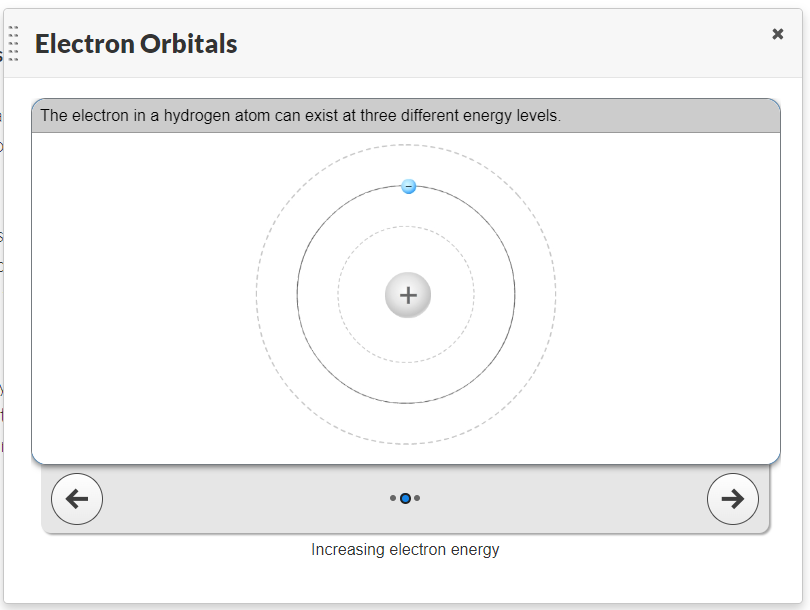 Electron Orbitals
The electron in a hydrogen atom can exist at three different energy levels.
−
+
Increasing electron energy